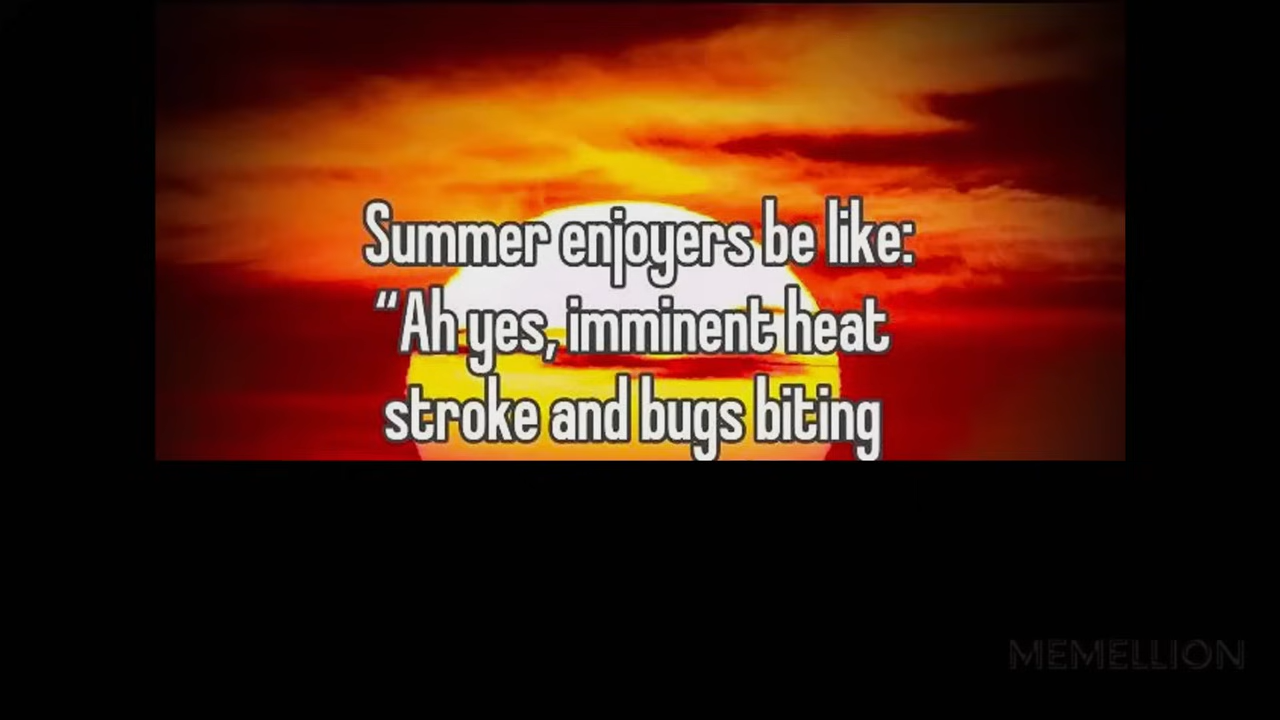 Summer enjoyers be like:
“Ah yes, imminent heat
stroke and bugs biting
MEMELLION